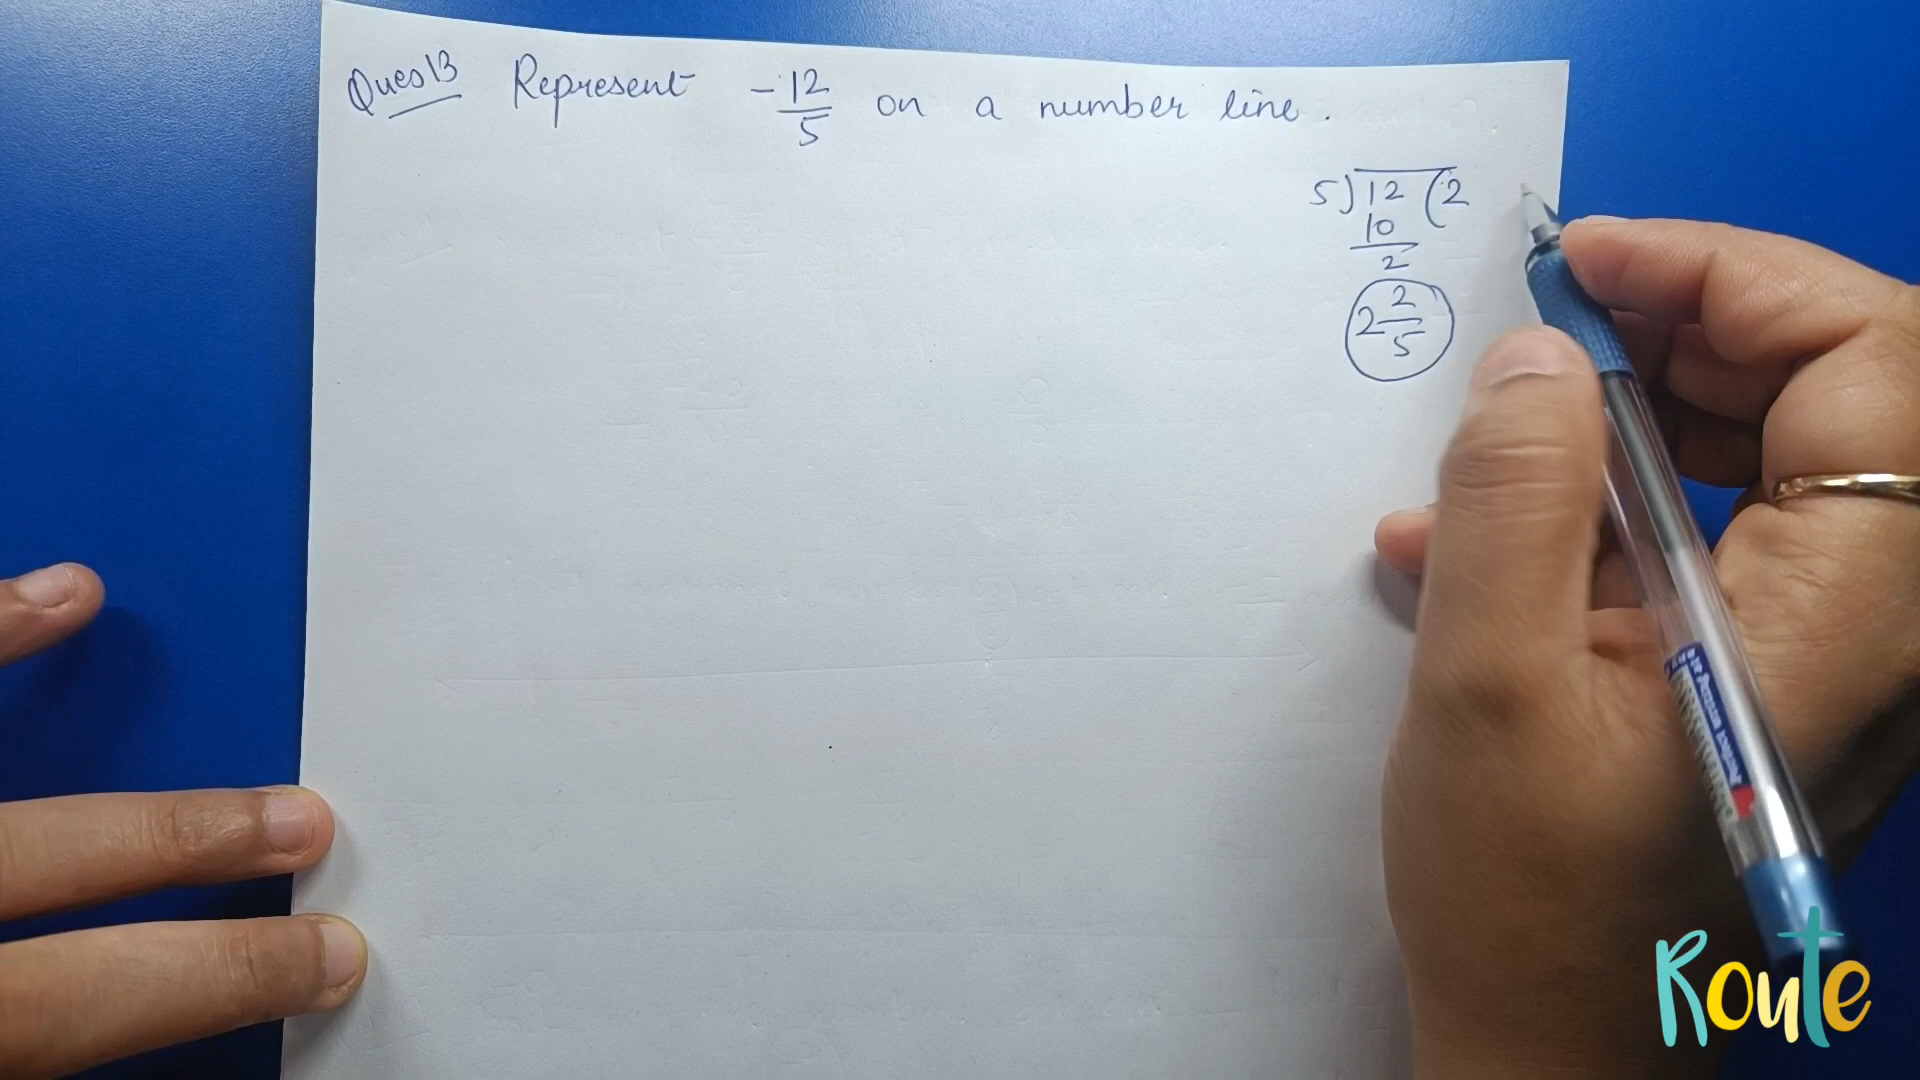 Ques 13 Represent -12/5 on a number line.
5)12(2
10
2
2 2/5
Route